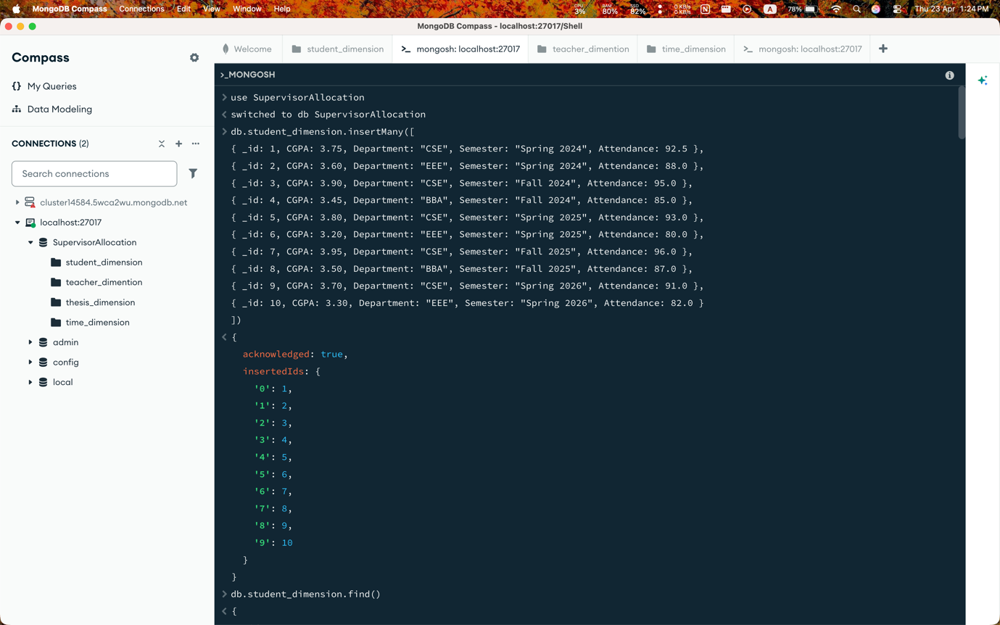 MongoDB Compass Connections Edit View Window Help CPU 3% RAM 80% SSD 82% 0 KB/s 0 KB/s N A 78% Thu 23 Apr 1:24 PM
MongoDB Compass - localhost:27017/Shell
Compass
{} My Queries
Data Modeling
CONNECTIONS (2)
Search connections
cluster14584.5wca2wu.mongodb.net
localhost:27017
SupervisorAllocation
student_dimension
teacher_dimention
thesis_dimension
time_dimension
admin
config
local
Welcome student_dimension >_ mongosh: localhost:27017 teacher_dimention time_dimension >_ mongosh: localhost:27017 +
>_MONGOSH
> use SupervisorAllocation
< switched to db SupervisorAllocation
> db.student_dimension.insertMany([
{ _id: 1, CGPA: 3.75, Department: "CSE", Semester: "Spring 2024", Attendance: 92.5 },
{ _id: 2, CGPA: 3.60, Department: "EEE", Semester: "Spring 2024", Attendance: 88.0 },
{ _id: 3, CGPA: 3.90, Department: "CSE", Semester: "Fall 2024", Attendance: 95.0 },
{ _id: 4, CGPA: 3.45, Department: "BBA", Semester: "Fall 2024", Attendance: 85.0 },
{ _id: 5, CGPA: 3.80, Department: "CSE", Semester: "Spring 2025", Attendance: 93.0 },
{ _id: 6, CGPA: 3.20, Department: "EEE", Semester: "Spring 2025", Attendance: 80.0 },
{ _id: 7, CGPA: 3.95, Department: "CSE", Semester: "Fall 2025", Attendance: 96.0 },
{ _id: 8, CGPA: 3.50, Department: "BBA", Semester: "Fall 2025", Attendance: 87.0 },
{ _id: 9, CGPA: 3.70, Department: "CSE", Semester: "Spring 2026", Attendance: 91.0 },
{ _id: 10, CGPA: 3.30, Department: "EEE", Semester: "Spring 2026", Attendance: 82.0 }
])
< {
acknowledged: true,
insertedIds: {
'0': 1,
'1': 2,
'2': 3,
'3': 4,
'4': 5,
'5': 6,
'6': 7,
'7': 8,
'8': 9,
'9': 10
}
}
> db.student_dimension.find()
< {